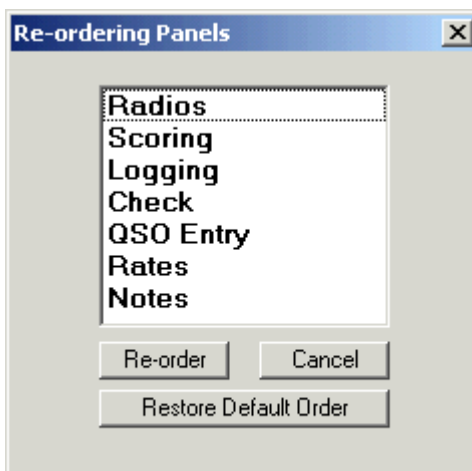 Re-ordering Panels
Radios
Scoring
Logging
Check
QSO Entry
Rates
Notes
Re-order Cancel
Restore Default Order